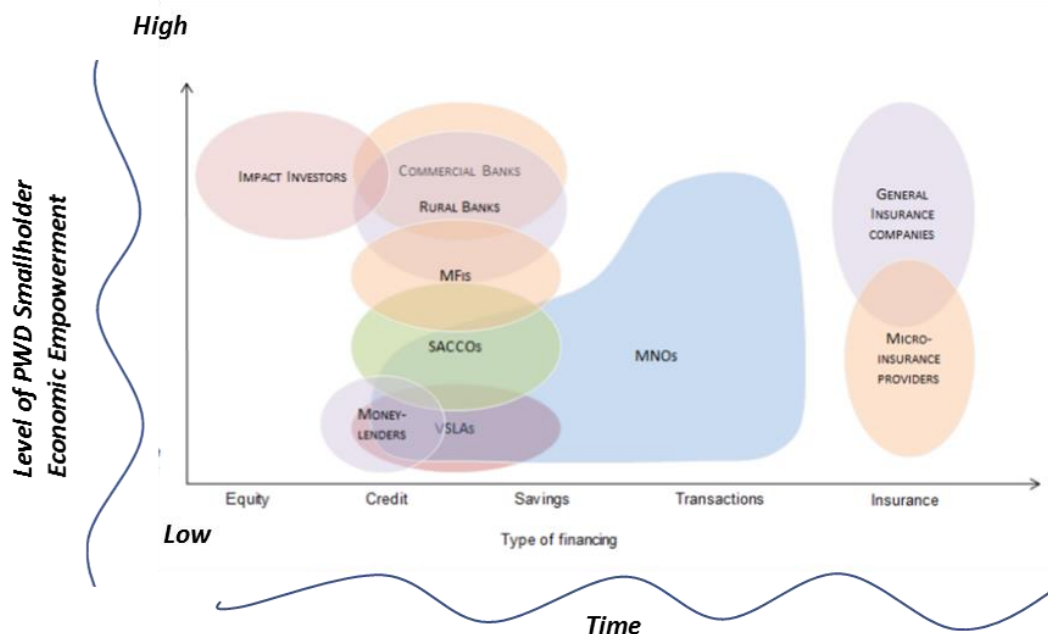 High
Level of PWD Smallholder
Economic Empowerment
IMPACT INVESTORS
COMMERCIAL BANKS
RURAL BANKS
MFIS
SACCOS
MONEY-
LENDERS
VSLAS
MNOS
GENERAL
INSURANCE
COMPANIES
MICRO-
INSURANCE
PROVIDERS
Equity
Credit
Savings
Transactions
Insurance
Low
Type of financing
Time